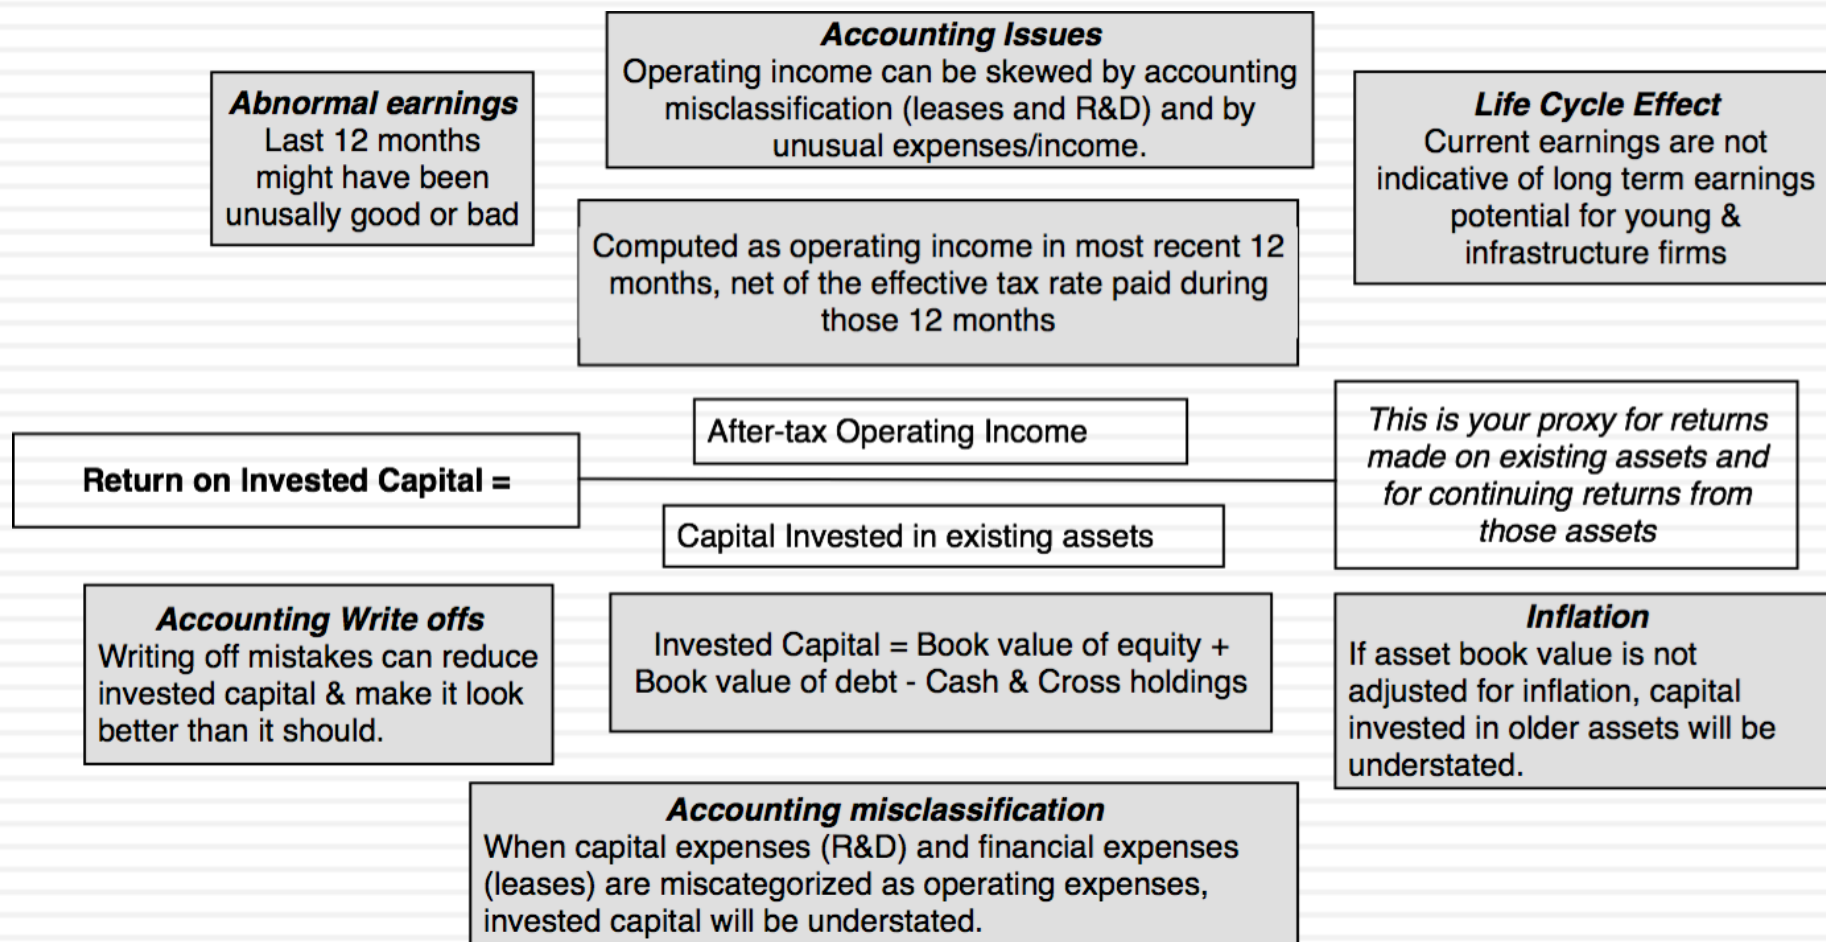 Accounting Issues
Operating income can be skewed by accounting
misclassification (leases and R&D) and by
unusual expenses/income.
Abnormal earnings
Last 12 months
might have been
unusally good or bad
Life Cycle Effect
Current earnings are not
indicative of long term earnings
potential for young &
infrastructure firms
Computed as operating income in most recent 12
months, net of the effective tax rate paid during
those 12 months
After-tax Operating Income
Return on Invested Capital =
Capital Invested in existing assets
This is your proxy for returns
made on existing assets and
for continuing returns from
those assets
Accounting Write offs
Writing off mistakes can reduce
invested capital & make it look
better than it should.
Invested Capital = Book value of equity +
Book value of debt - Cash & Cross holdings
Inflation
If asset book value is not
adjusted for inflation, capital
invested in older assets will be
understated.
Accounting misclassification
When capital expenses (R&D) and financial expenses
(leases) are miscategorized as operating expenses,
invested capital will be understated.